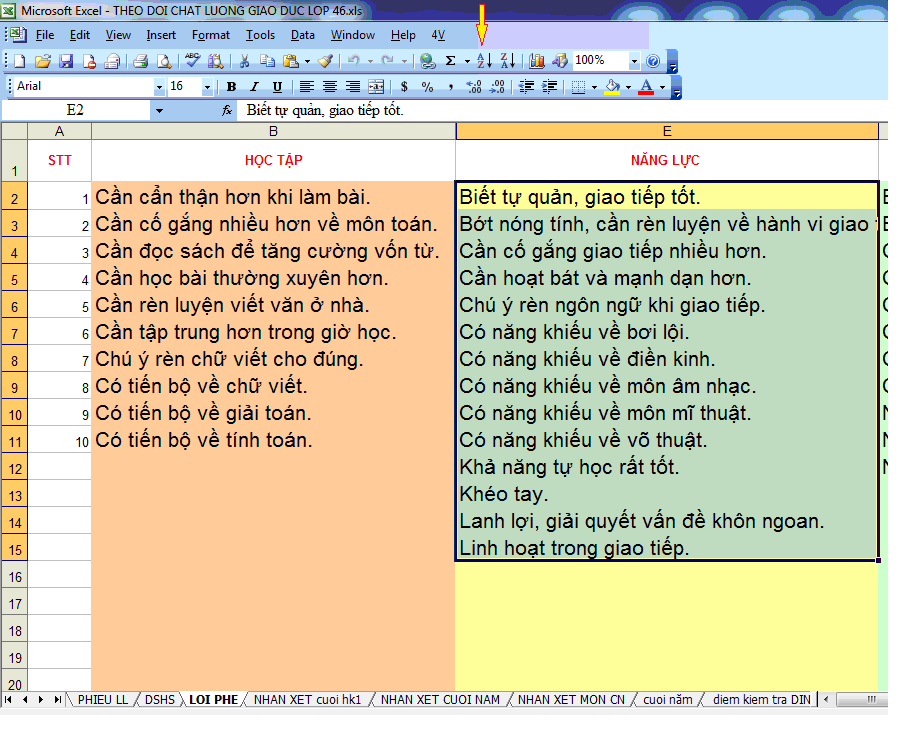 Microsoft Excel - THEO DOI CHAT LUONG GIAO DUC LOP 46.xls
File Edit View Insert Format Tools Data Window Help 4V
100%
Arial 16 B I U $ % ,
E2 fx Biết tự quản, giao tiếp tốt.
A B E
1 STT HỌC TẬP NĂNG LỰC
2 1 Cần cẩn thận hơn khi làm bài. Biết tự quản, giao tiếp tốt.
3 2 Cần cố gắng nhiều hơn về môn toán. Bớt nóng tính, cần rèn luyện về hành vi giao
4 3 Cần đọc sách để tăng cường vốn từ. Cần cố gắng giao tiếp nhiều hơn.
5 4 Cần học bài thường xuyên hơn. Cần hoạt bát và mạnh dạn hơn.
6 5 Cần rèn luyện viết văn ở nhà. Chú ý rèn ngôn ngữ khi giao tiếp.
7 6 Cần tập trung hơn trong giờ học. Có năng khiếu về bơi lội.
8 7 Chú ý rèn chữ viết cho đúng. Có năng khiếu về điền kinh.
9 8 Có tiến bộ về chữ viết. Có năng khiếu về môn âm nhạc.
10 9 Có tiến bộ về giải toán. Có năng khiếu về môn mĩ thuật.
11 10 Có tiến bộ về tính toán. Có năng khiếu về võ thuật.
12 Khả năng tự học rất tốt.
13 Khéo tay.
14 Lanh lợi, giải quyết vấn đề khôn ngoan.
15 Linh hoạt trong giao tiếp.
16
17
18
19
20
PHIEU LL DSHS LOI PHE NHAN XET cuoi hk1 NHAN XET CUOI NAM NHAN XET MON CN cuoi năm diem kiem tra DIN